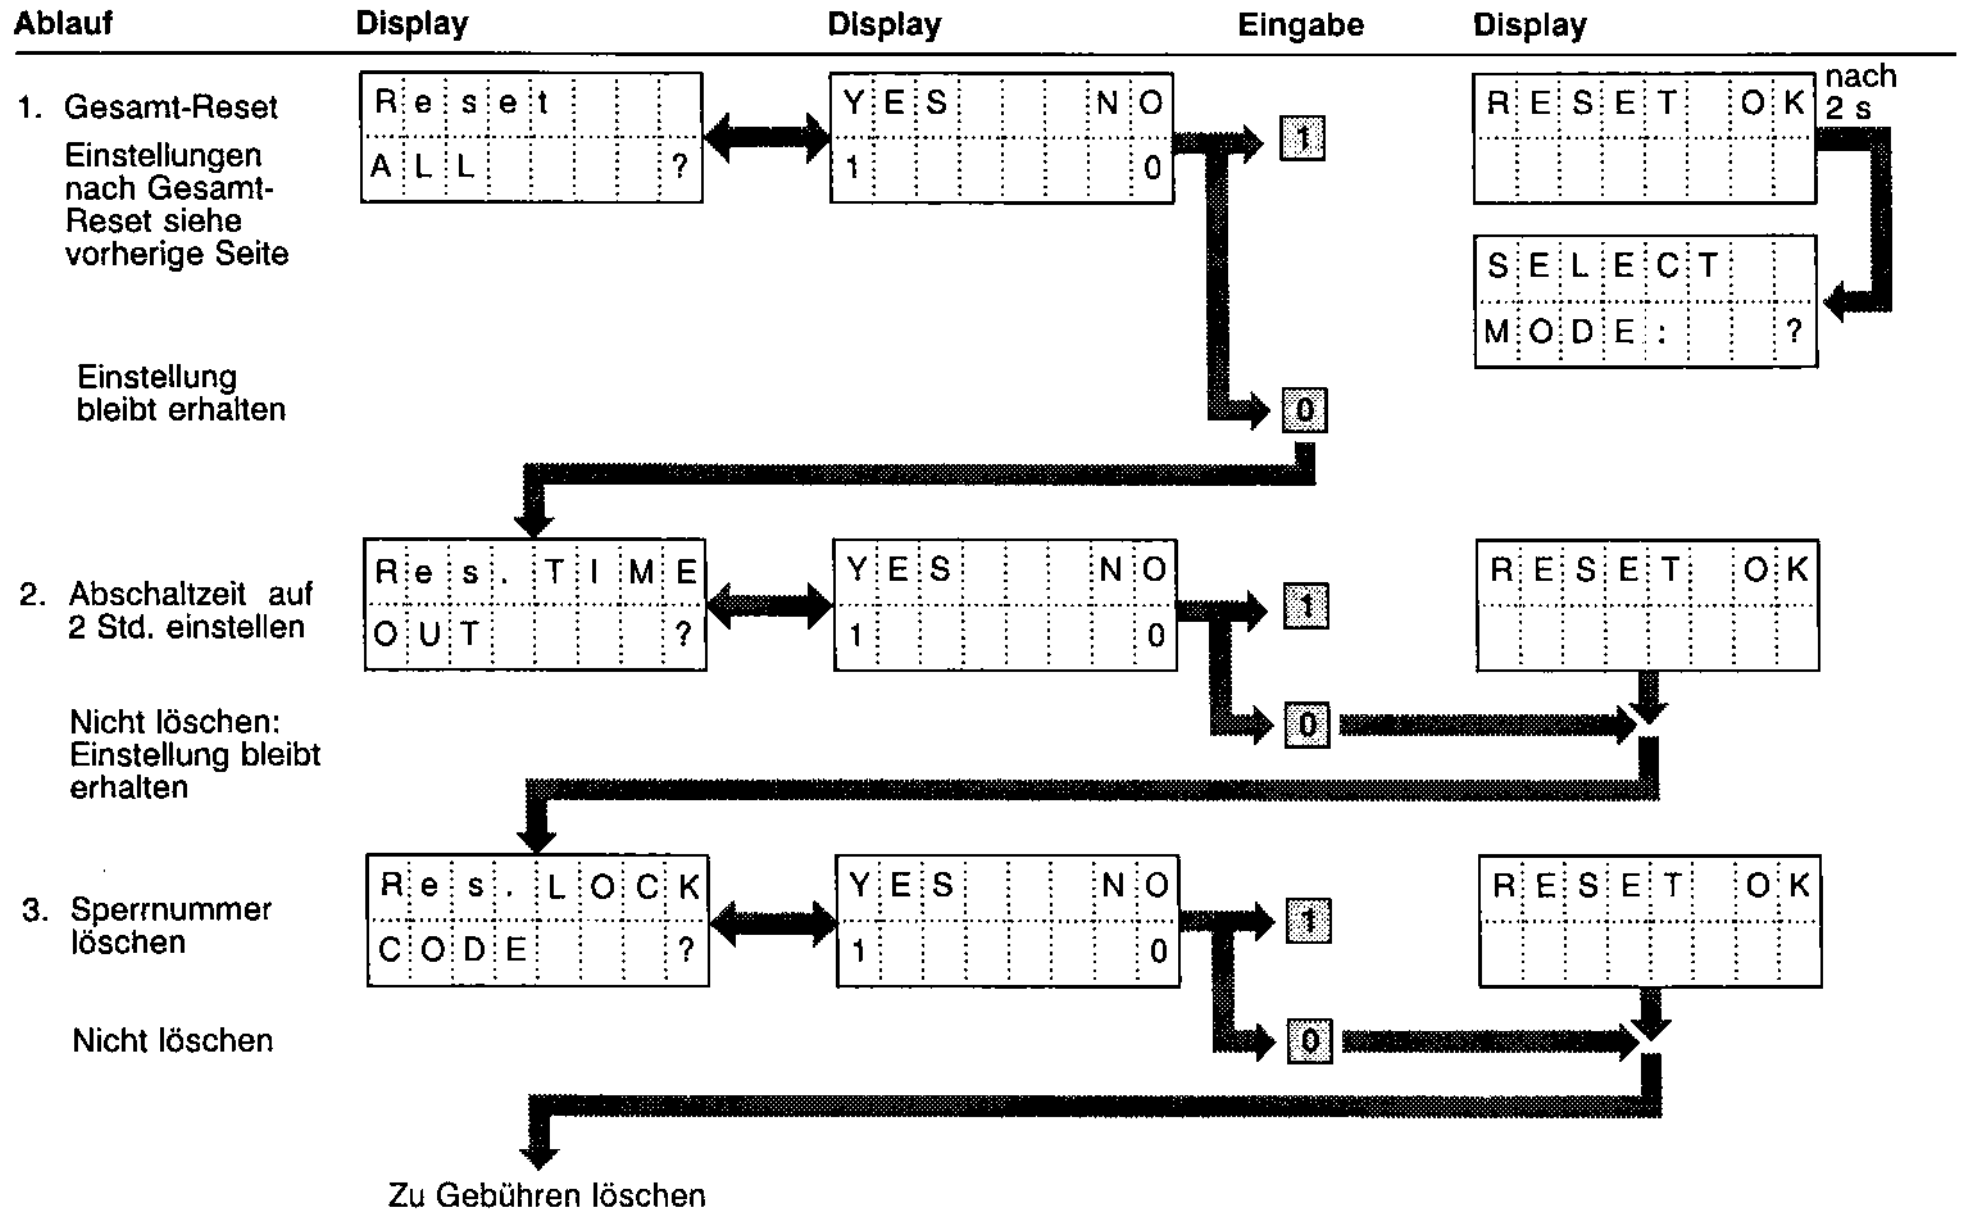 Ablauf Display Display Eingabe Display
1. Gesamt-Reset
Einstellungen
nach Gesamt-
Reset siehe
vorherige Seite
Reset
ALL ?
YES NO
1 0
1
RESET OK
nach
2 s
SELECT
MODE: ?
Einstellung
bleibt erhalten
0
2. Abschaltzeit auf
2 Std. einstellen
Res. TIME
OUT ?
YES NO
1 0
1
RESET OK
Nicht löschen:
Einstellung bleibt
erhalten
0
3. Sperrnummer
löschen
Res. LOCK
CODE ?
YES NO
1 0
1
RESET OK
Nicht löschen
0
Zu Gebühren löschen